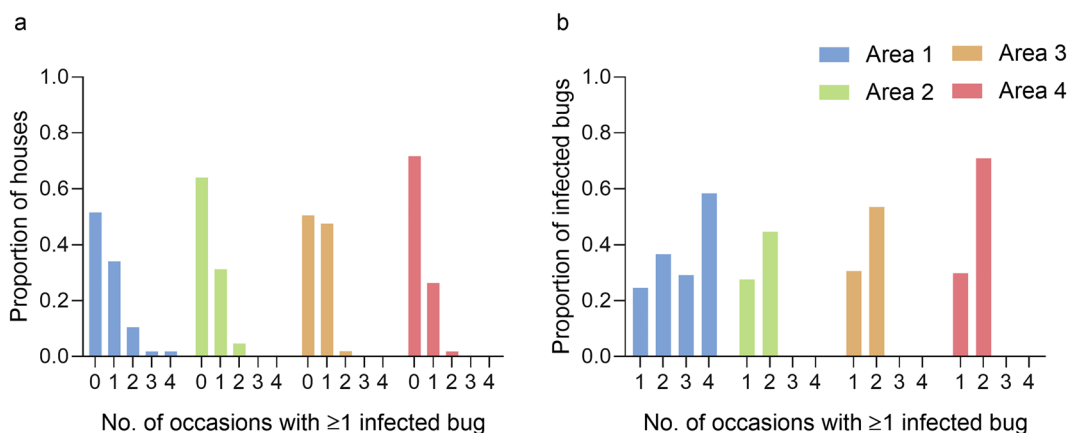 a
Proportion of houses
1.0
0.8
0.6
0.4
0.2
0.0
0 1 2 3 4 0 1 2 3 4 0 1 2 3 4 0 1 2 3 4
No. of occasions with ≥1 infected bug
b
Area 1
Area 2
Area 3
Area 4
Proportion of infected bugs
1.0
0.8
0.6
0.4
0.2
0.0
1 2 3 4 1 2 3 4 1 2 3 4 1 2 3 4
No. of occasions with ≥1 infected bug